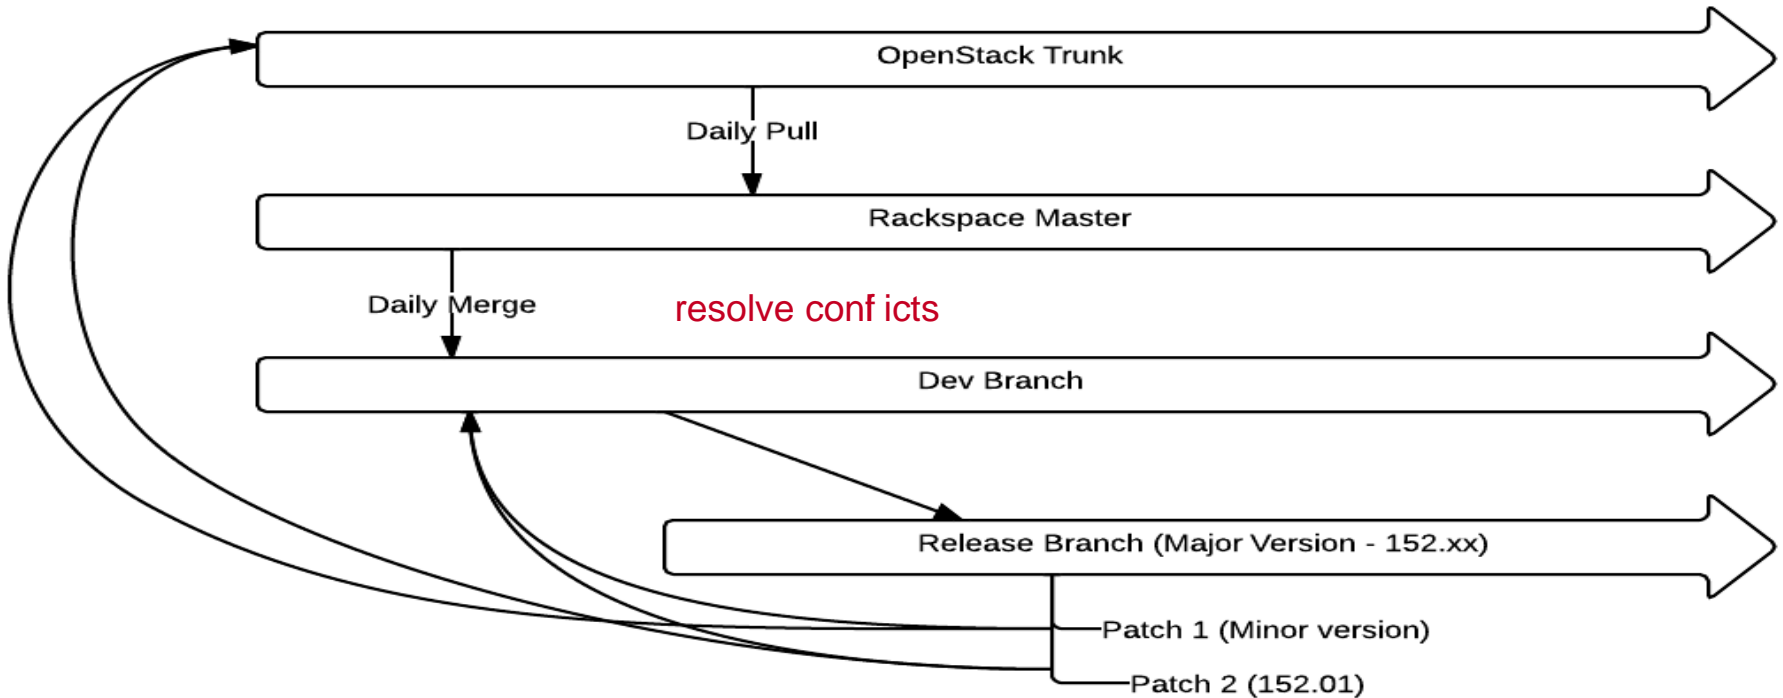 OpenStack Trunk
Daily Pull
Rackspace Master
Daily Merge
resolve conf icts
Dev Branch
Release Branch (Major Version - 152.xx)
Patch 1 (Minor version)
Patch 2 (152.01)